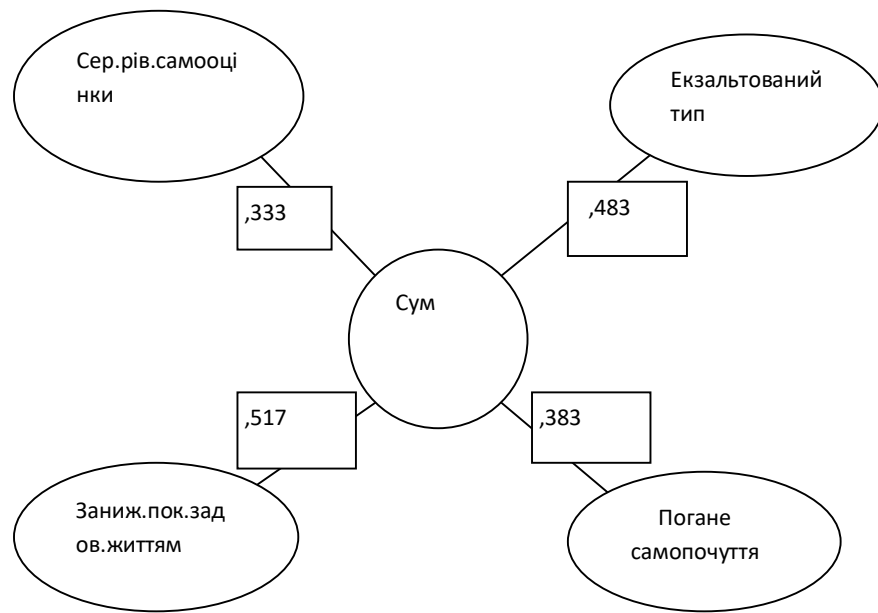 Сер.рів.самооці
нки
Екзальтований
тип
,333
,483
Сум
,517
,383
Заниж.пок.зад
ов.життям
Погане
самопочуття